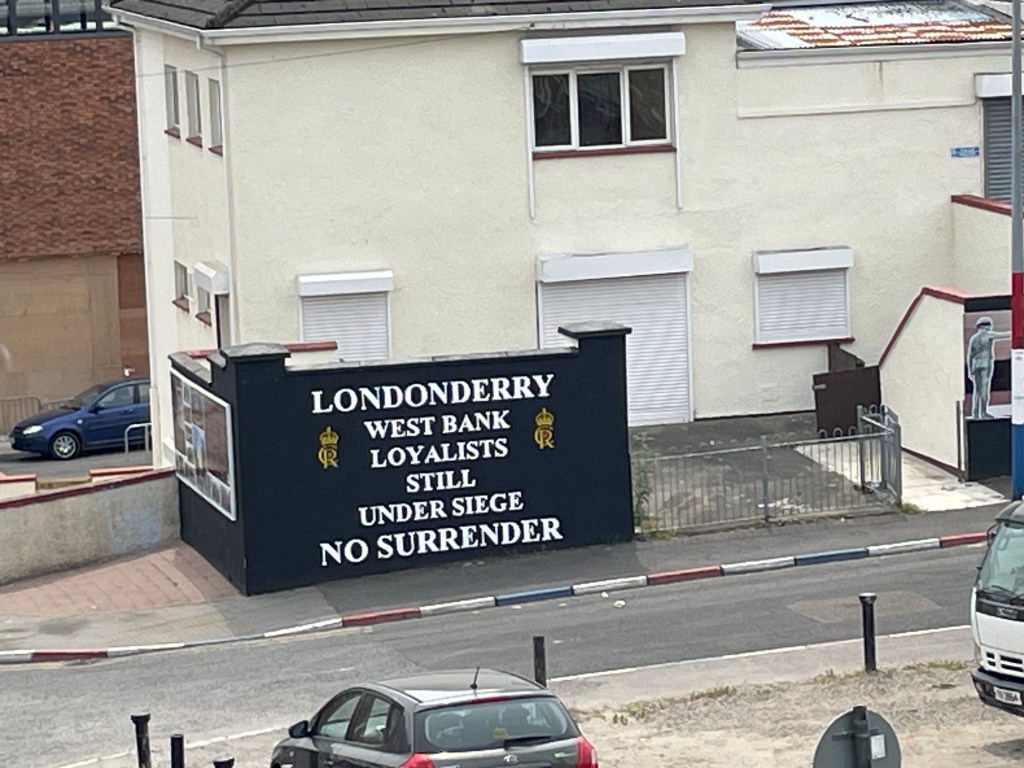 LONDONDERRY
WEST BANK
LOYALISTS
STILL
UNDER SIEGE
NO SURRENDER